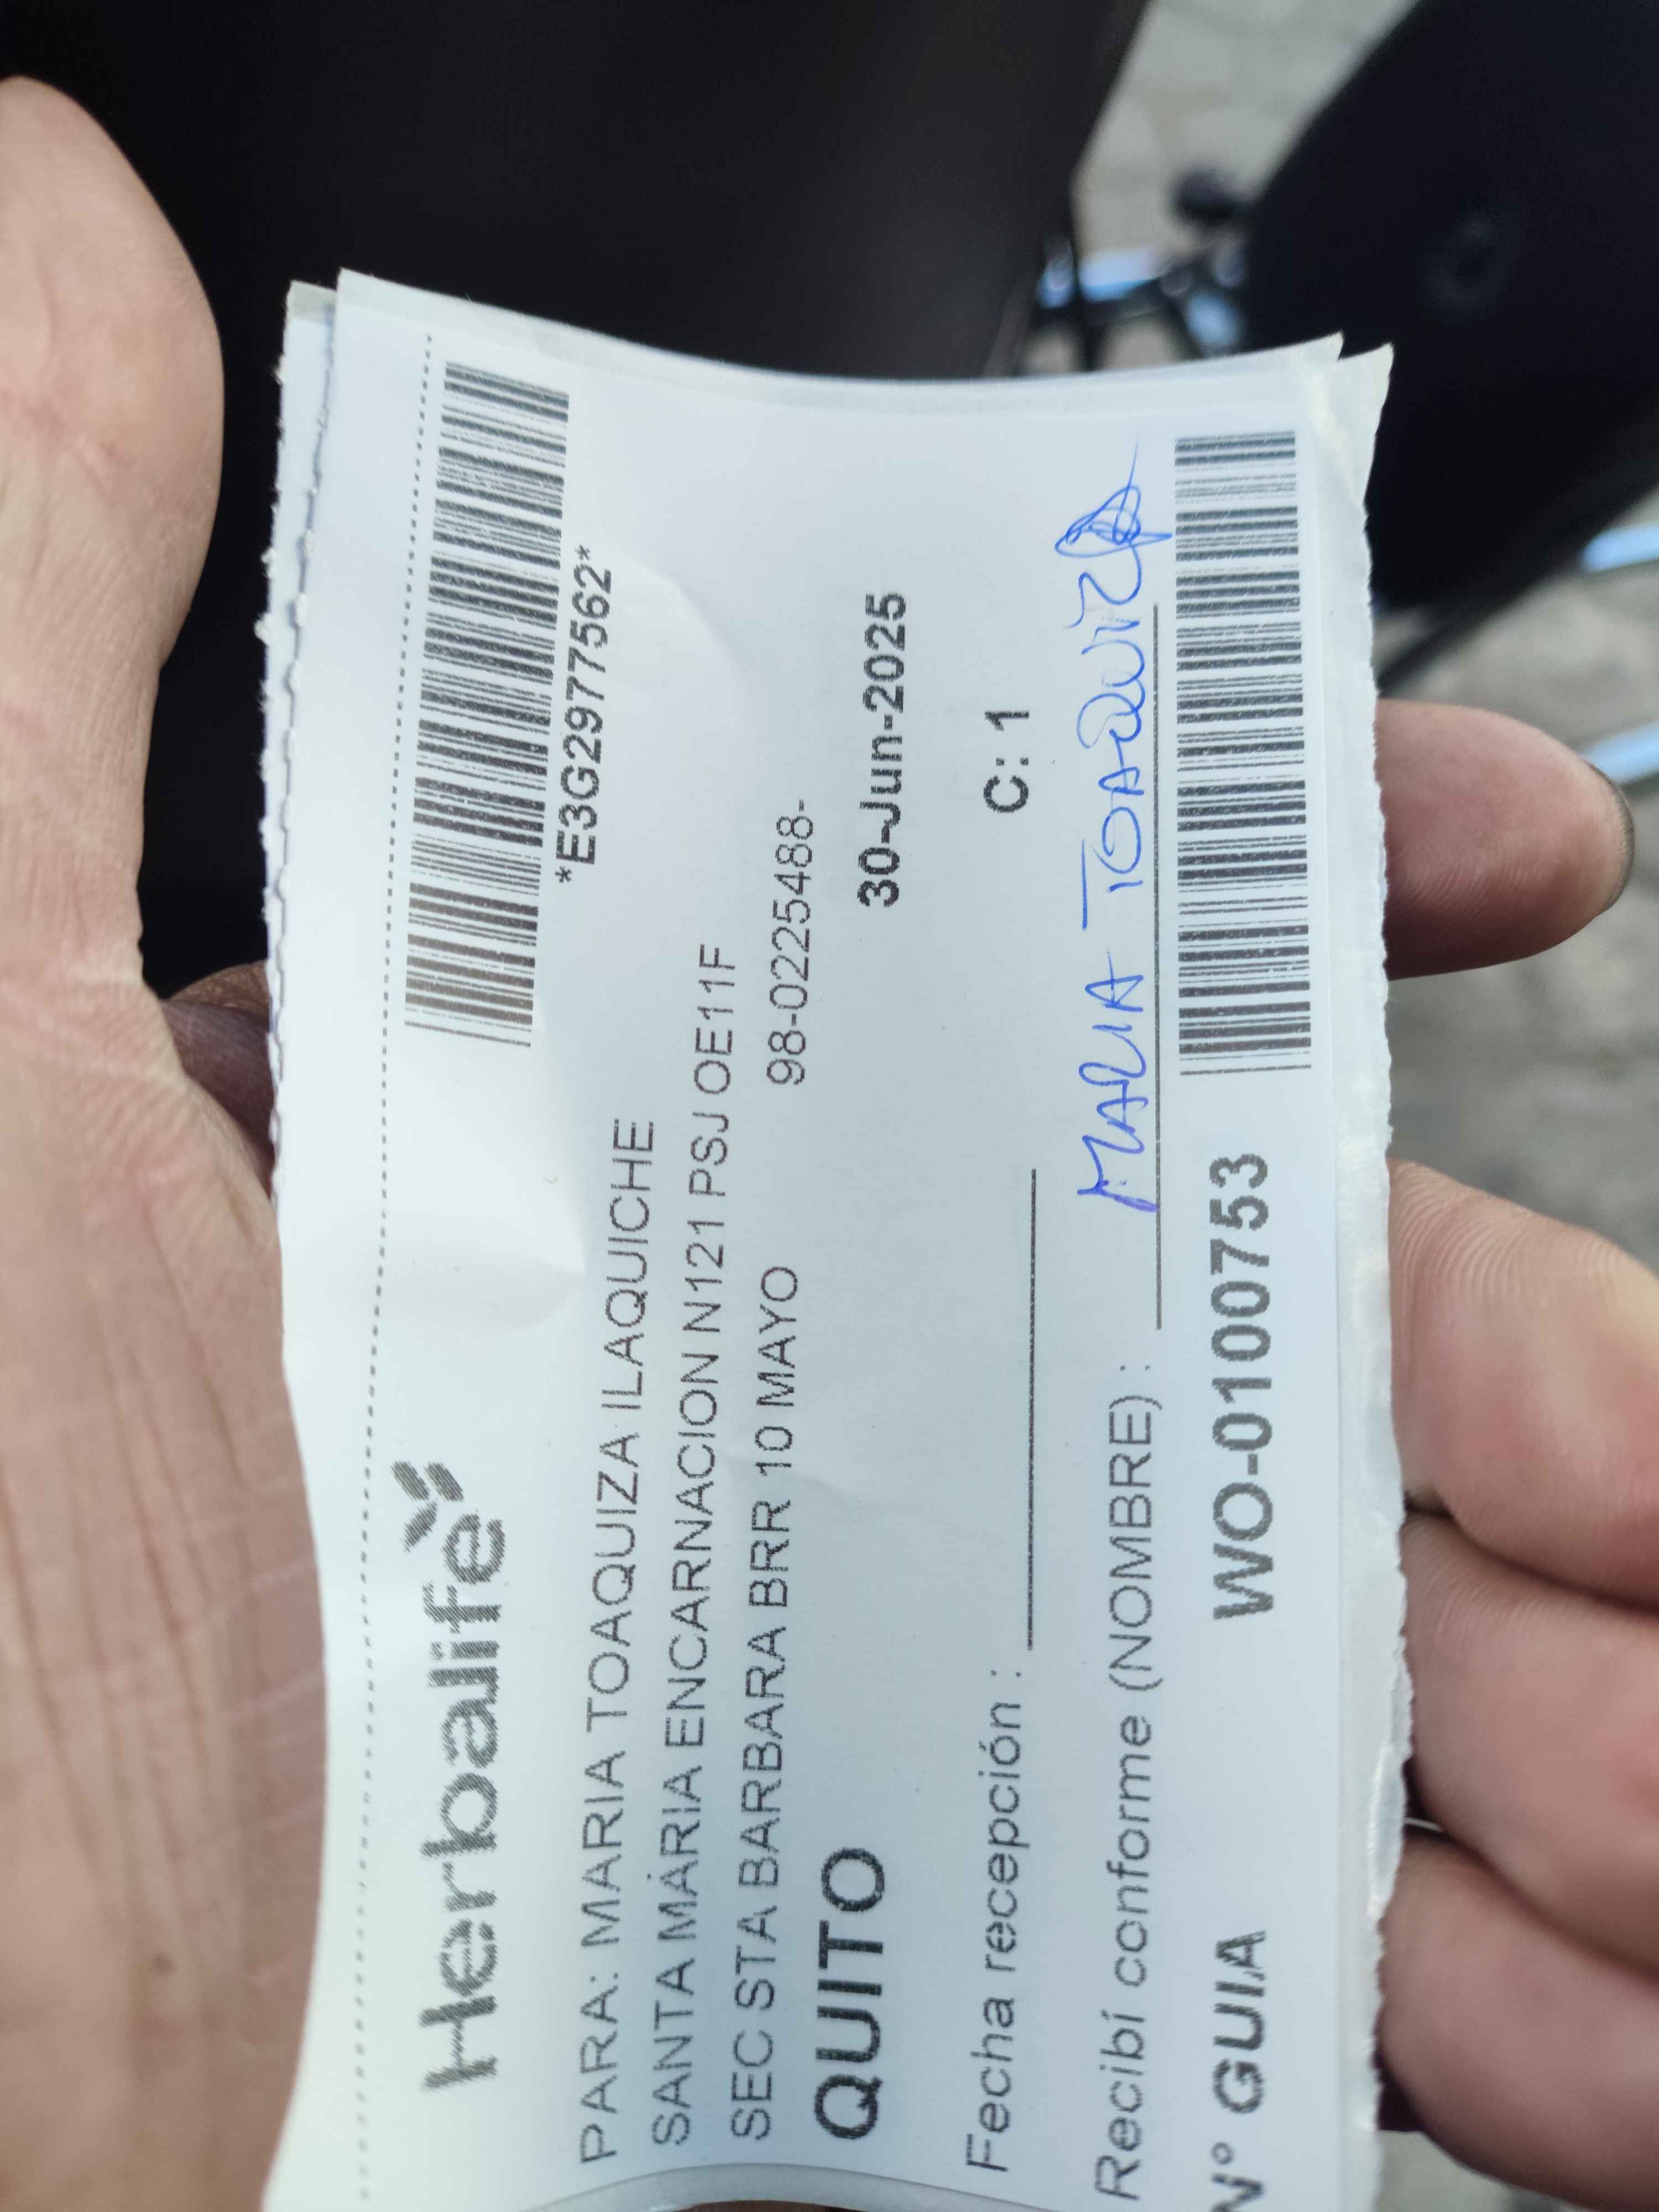 Herbalife
*E3G2977562*
PARA: MARIA TOAQUIZA ILAQUICHE
SANTA MARIA ENCARNACION N121 PSJ OE11F
SEC STA BARBARA BRR 10 MAYO 98-0225488-
QUITO 30-Jun-2025
Fecha recepción : C: 1
Recibí conforme (NOMBRE) : MARIA TOAQUIZA
N° GUIA WO-0100753